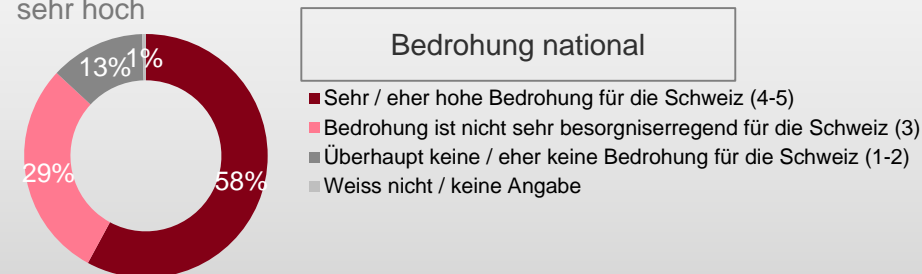 sehr hoch
Bedrohung national
13%
1%
29%
58%
Sehr / eher hohe Bedrohung für die Schweiz (4-5)
Bedrohung ist nicht sehr besorgniserregend für die Schweiz (3)
Überhaupt keine / eher keine Bedrohung für die Schweiz (1-2)
Weiss nicht / keine Angabe